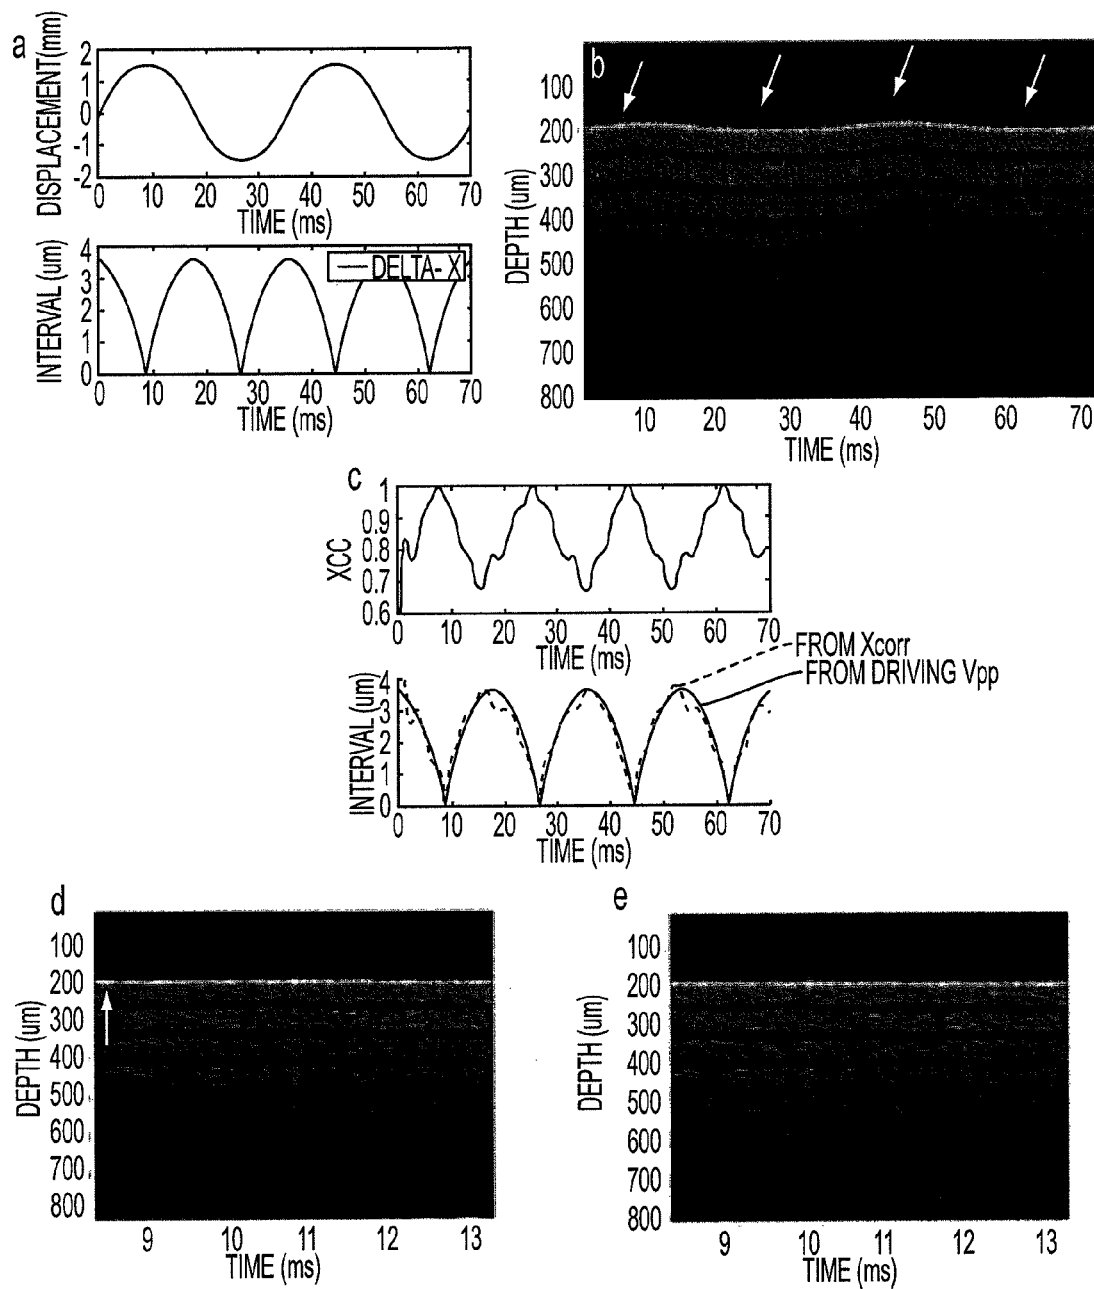 a
DISPLACEMENT(mm)
2
1
0
-1
-2
0 10 20 30 40 50 60 70
TIME (ms)
INTERVAL (um)
4
3
2
1
0
DELTA- X
0 10 20 30 40 50 60 70
TIME (ms)
b
DEPTH (um)
100
200
300
400
500
600
700
800
10 20 30 40 50 60 70
TIME (ms)
c
XCC
1
0.9
0.8
0.7
0.6
0 10 20 30 40 50 60 70
TIME (ms)
FROM Xcorr
FROM DRIVING Vpp
INTERVAL (um)
4
3
2
1
0
0 10 20 30 40 50 60 70
TIME (ms)
d
DEPTH (um)
100
200
300
400
500
600
700
800
9 10 11 12 13
TIME (ms)
e
DEPTH (um)
100
200
300
400
500
600
700
800
9 10 11 12 13
TIME (ms)